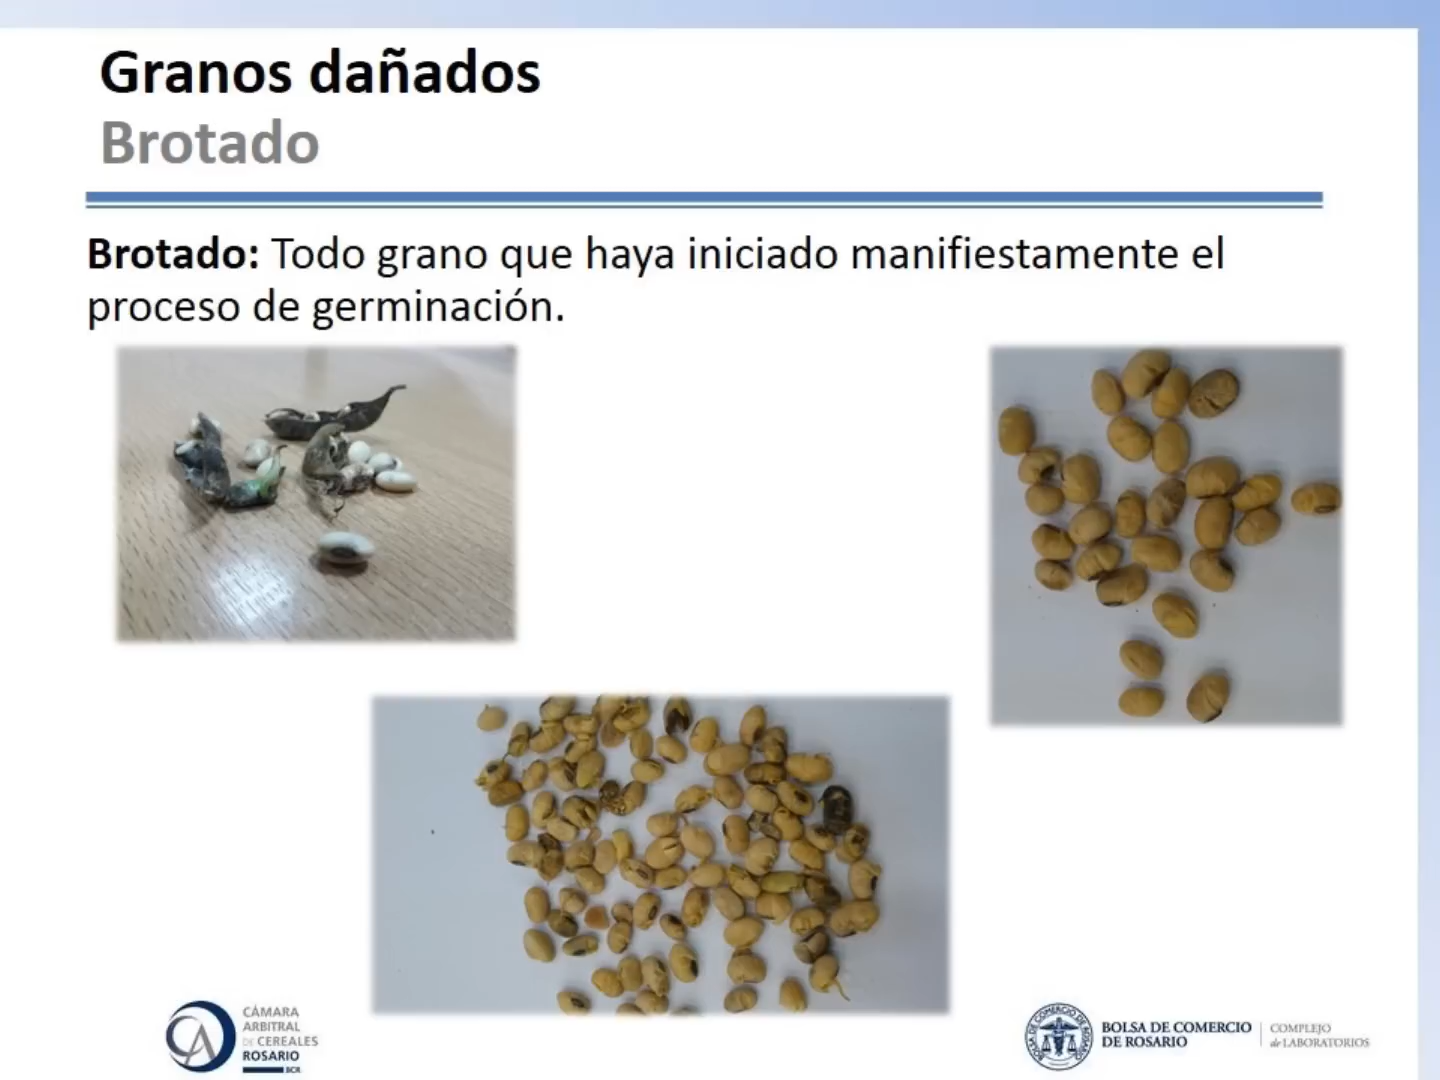 Granos dañados
Brotado
Brotado: Todo grano que haya iniciado manifiestamente el
proceso de germinación.
CÁMARA
ARBITRAL
DE CEREALES
ROSARIO
BCR
BOLSA DE COMERCIO
DE ROSARIO
COMPLEJO
de LABORATORIOS